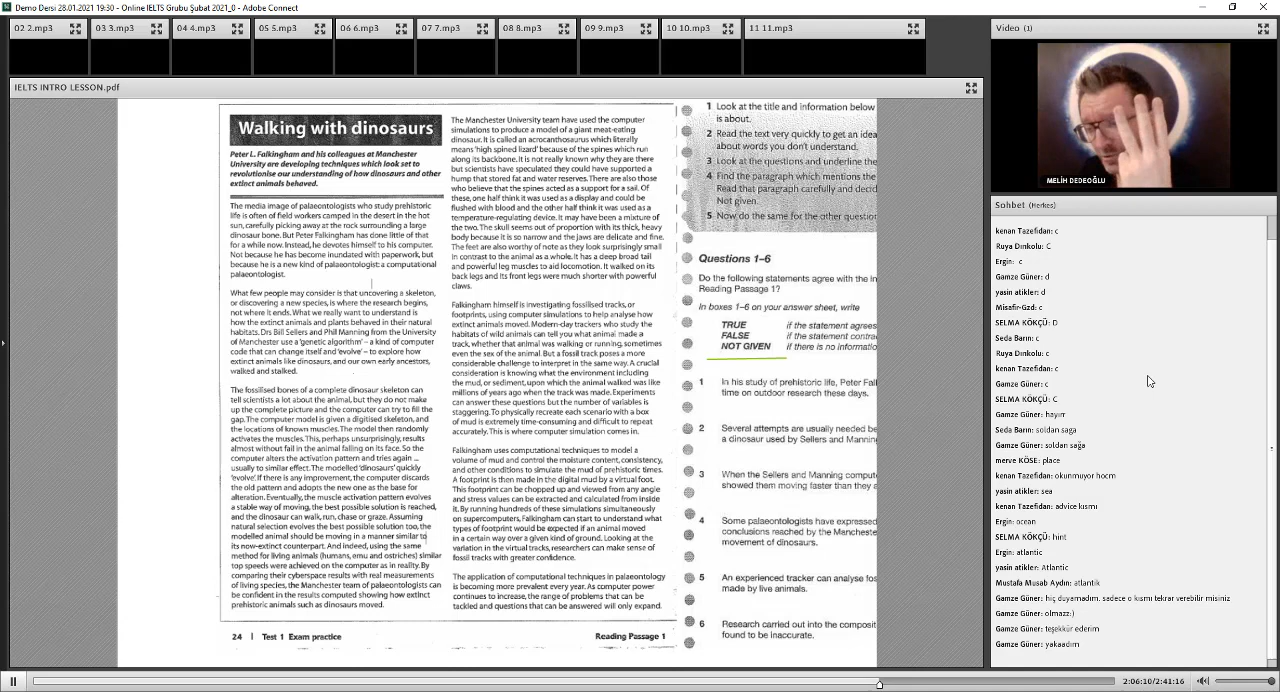 Demo Dersi 28.01.2021 19:30 - Online IELTS Grubu Şubat 2021_0 - Adobe Connect
02 2.mp3
03 3.mp3
04 4.mp3
05 5.mp3
06 6.mp3
07 7.mp3
08 8.mp3
09 9.mp3
10 10.mp3
11 11.mp3
IELTS INTRO LESSON.pdf
Walking with dinosaurs
Peter L. Falkingham and his colleagues at Manchester
University are developing techniques which look set to
revolutionise our understanding of how dinosaurs and other
extinct animals behaved.
The media image of palaeontologists who study prehistoric
life is often of field workers camped in the desert in the hot
sun, carefully picking away at the rock surrounding a large
dinosaur bone. But Peter Falkingham has done little of that
for a while now. Instead, he devotes himself to his computer.
Not because he has become inundated with paperwork, but
because he is a new kind of palaeontologist: a computational
palaeontologist.
What few people may consider is that uncovering a skeleton,
or discovering a new species, is where the research begins,
not where it ends. What we really want to understand is
how the extinct animals and plants behaved in their natural
habitats. Drs Bill Sellers and Phil Manning from the University
of Manchester use a 'genetic algorithm' – a kind of computer
code that can change itself and 'evolve' – to explore how
extinct animals like dinosaurs, and our own early ancestors,
walked and stalked.
The fossilised bones of a complete dinosaur skeleton can
tell scientists a lot about the animal, but they do not make
up the complete picture and the computer can try to fill the
gap. The computer model is given a digitised skeleton, and
the locations of known muscles. The model then randomly
activates the muscles. This, perhaps unsurprisingly, results
almost without fail in the animal falling on its face. So the
computer alters the activation pattern and tries again ...
usually to similar effect. The modelled 'dinosaurs' quickly
'evolve'. If there is any improvement, the computer discards
the old pattern and adopts the new one as the base for
alteration. Eventually, the muscle activation pattern evolves
a stable way of moving, the best possible solution is reached,
and the dinosaur can walk, run, chase or graze. Assuming
natural selection evolves the best possible solution too, the
modelled animal should be moving in a manner similar to
its now-extinct counterpart. And indeed, using the same
method for living animals (humans, emu and ostriches) similar
top speeds were achieved on the computer as in reality. By
comparing their cyberspace results with real measurements
of living species, the Manchester team of palaeontologists can
be confident in the results computed showing how extinct
prehistoric animals such as dinosaurs moved.
The Manchester University team have used the computer
simulations to produce a model of a giant meat-eating
dinosaur. It is called an acrocanthosaurus which literally
means 'high spined lizard' because of the spines which run
along its backbone. It is not really known why they are there
but scientists have speculated they could have supported a
hump that stored fat and water reserves. There are also those
who believe that the spines acted as a support for a sail. Of
these, one half think it was used as a display and could be
flushed with blood and the other half think it was used as a
temperature-regulating device. It may have been a mixture of
the two. The skull seems out of proportion with its thick, heavy
body because it is so narrow and the jaws are delicate and fine.
The feet are also worthy of note as they look surprisingly small
in contrast to the animal as a whole. It has a deep broad tail
and powerful leg muscles to aid locomotion. It walked on its
back legs and its front legs were much shorter with powerful
claws.
Falkingham himself is investigating fossilised tracks, or
footprints, using computer simulations to help analyse how
extinct animals moved. Modern-day trackers who study the
habitats of wild animals can tell you what animal made a
track, whether that animal was walking or running, sometimes
even the sex of the animal. But a fossil track poses a more
considerable challenge to interpret in the same way. A crucial
consideration is knowing what the environment including
the mud, or sediment, upon which the animal walked was like
millions of years ago when the track was made. Experiments
can answer these questions but the number of variables is
staggering. To physically recreate each scenario with a box
of mud is extremely time-consuming and difficult to repeat
accurately. This is where computer simulation comes in.
Falkingham uses computational techniques to model a
volume of mud and control the moisture content, consistency,
and other conditions to simulate the mud of prehistoric times.
A footprint is then made in the digital mud by a virtual foot.
This footprint can be chopped up and viewed from any angle
and stress values can be extracted and calculated from inside
it. By running hundreds of these simulations simultaneously
on supercomputers, Falkingham can start to understand what
types of footprint would be expected if an animal moved
in a certain way over a given kind of ground. Looking at the
variation in the virtual tracks, researchers can make sense of
fossil tracks with greater confidence.
The application of computational techniques in palaeontology
is becoming more prevalent every year. As computer power
continues to increase, the range of problems that can be
tackled and questions that can be answered will only expand.
24 | Test 1 Exam practice
Reading Passage 1
1 Look at the title and information below
is about.
2 Read the text very quickly to get an idea
about words you don't understand.
3 Look at the questions and underline the
4 Find the paragraph which mentions the
Read that paragraph carefully and decid
Not given.
5 Now do the same for the other question
Questions 1–6
Do the following statements agree with the in
Reading Passage 1?
In boxes 1–6 on your answer sheet, write
TRUE if the statement agrees
FALSE if the statement contra
NOT GIVEN if there is no informatio
1 In his study of prehistoric life, Peter Fal
time on outdoor research these days.
2 Several attempts are usually needed be
a dinosaur used by Sellers and Manning
3 When the Sellers and Manning comput
showed them moving faster than they a
4 Some palaeontologists have expressed
conclusions reached by the Mancheste
movement of dinosaurs.
5 An experienced tracker can analyse fos
made by live animals.
6 Research carried out into the composit
found to be inaccurate.
Video (1)
MELİH DEDEOĞLU
Sohbet (Herkes)
kenan Tazefidan: c
Ruya Dınkolu: C
Ergin: c
Gamze Güner: d
yasin atikler: d
Misafir-Gzd: c
SELMA KÖKÇÜ: D
Seda Barın: c
Ruya Dınkolu: c
kenan Tazefidan: c
Gamze Güner: c
SELMA KÖKÇÜ: C
Gamze Güner: hayırr
Seda Barın: soldan saga
Gamze Güner: soldan sağa
merve KÖSE: place
kenan Tazefidan: okunmuyor hocm
yasin atikler: sea
kenan Tazefidan: advice kısmı
Ergin: ocean
SELMA KÖKÇÜ: hint
Ergin: atlantic
yasin atikler: Atlantic
Mustafa Musab Aydın: atlantik
Gamze Güner: hiç duyamadım. sadece o kısmı tekrar verebilir misiniz
Gamze Güner: olmazz:)
Gamze Güner: teşekkür ederim
Gamze Güner: yakaadım
2:06:10/2:41:16